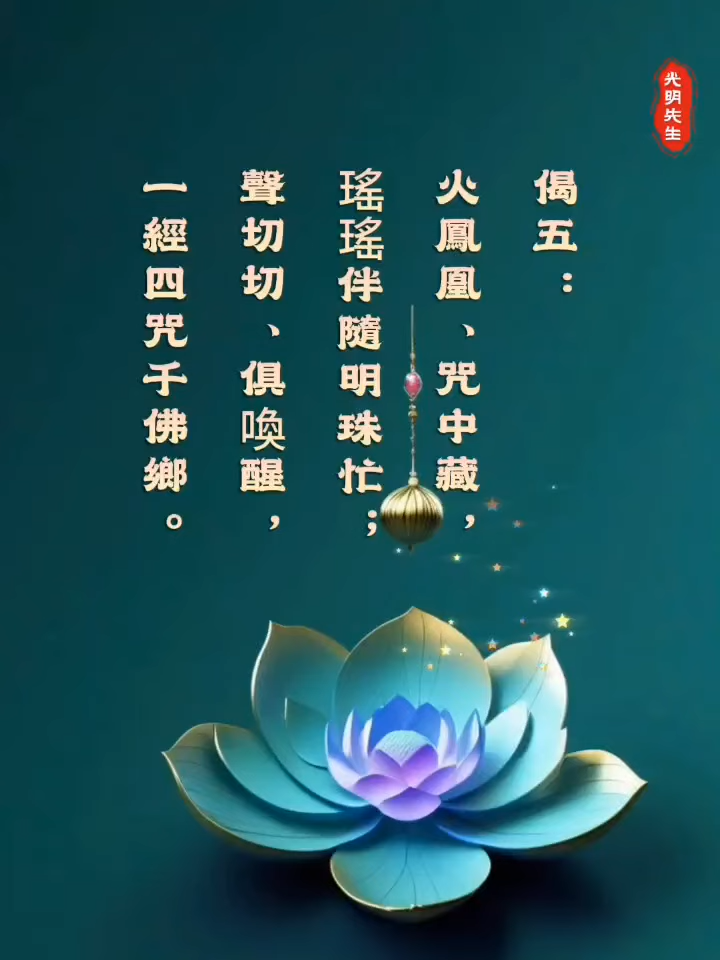 偈五：
火鳳凰、咒中藏，
瑤瑤伴隨明珠忙；
聲切切、俱喚醒，
一經四咒千佛鄉。
光明先生